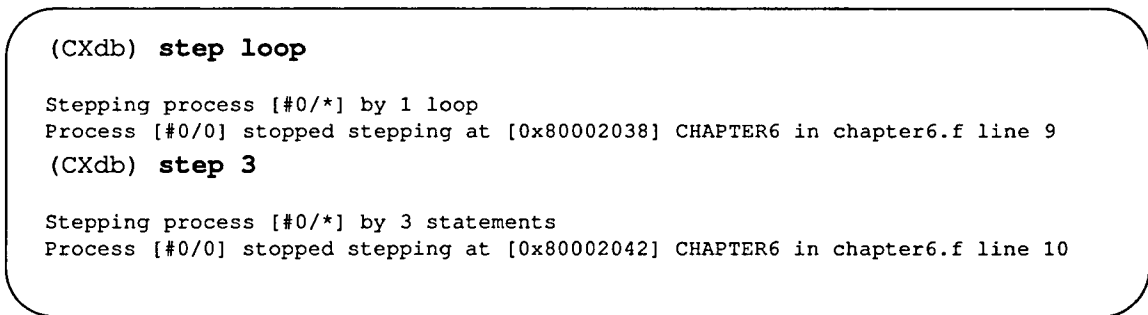 (CXdb) step loop
Stepping process [#0/*] by 1 loop
Process [#0/0] stopped stepping at [0x80002038] CHAPTER6 in chapter6.f line 9
(CXdb) step 3
Stepping process [#0/*] by 3 statements
Process [#0/0] stopped stepping at [0x80002042] CHAPTER6 in chapter6.f line 10